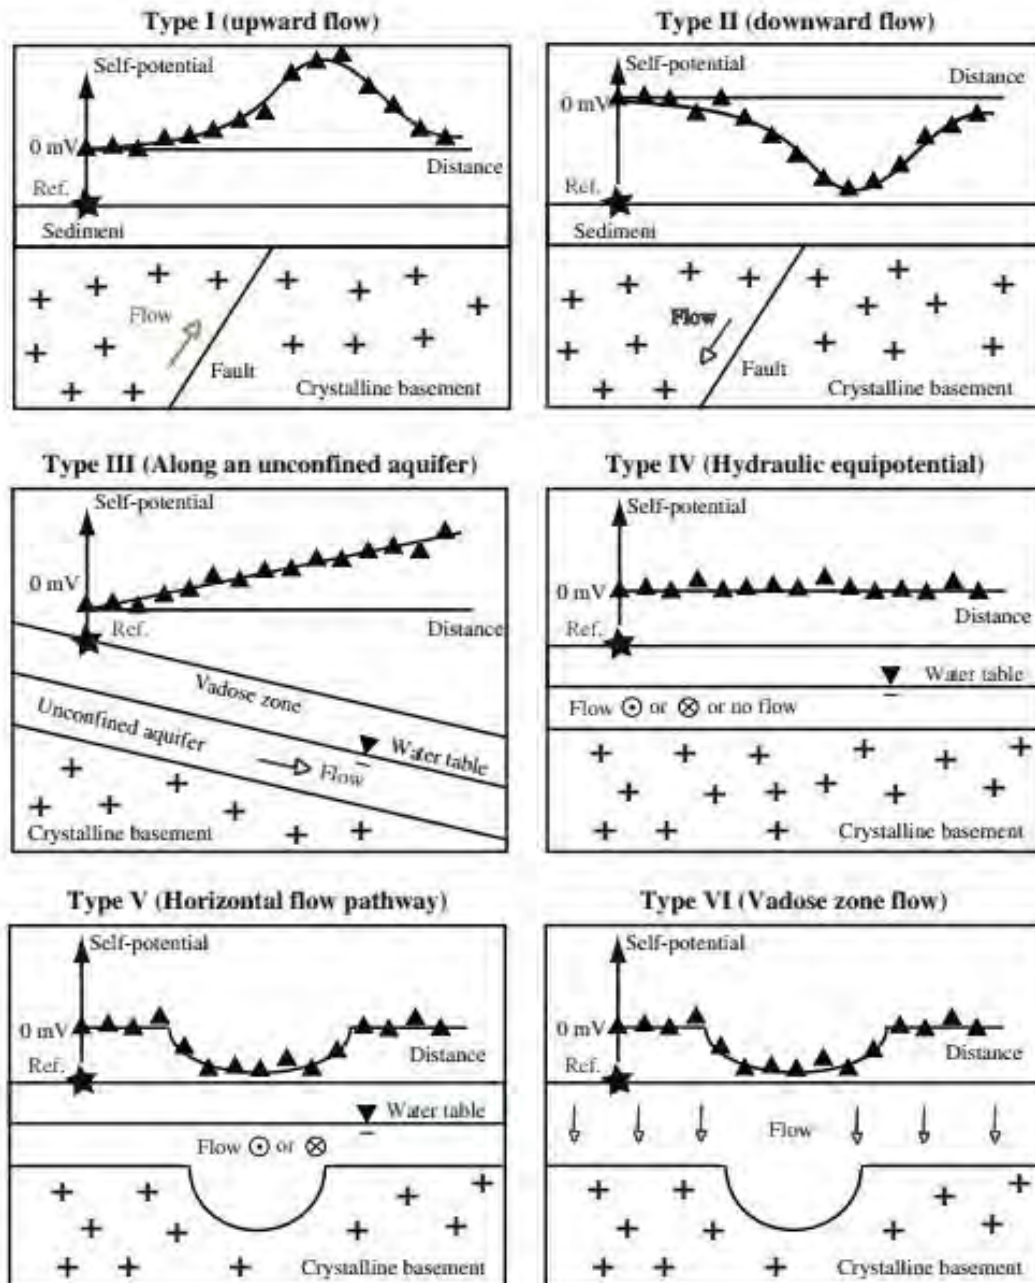 Type I (upward flow)
Self-potential
0 mV
Distance
Ref.
Sediment
Flow
Fault
Crystalline basement
Type II (downward flow)
Self-potential
Distance
0 mV
Ref.
Sediment
Flow
Fault
Crystalline basement
Type III (Along an unconfined aquifer)
Self-potential
0 mV
Ref.
Distance
Vadose zone
Unconfined aquifer
Water table
Flow
Crystalline basement
Type IV (Hydraulic equipotential)
Self-potential
0 mV
Distance
Ref.
Water table
Flow ⊙ or ⊗ or no flow
Crystalline basement
Type V (Horizontal flow pathway)
Self-potential
0 mV
Distance
Ref.
Water table
Flow ⊙ or ⊗
Crystalline basement
Type VI (Vadose zone flow)
Self-potential
0 mV
Distance
Ref.
Flow
Crystalline basement